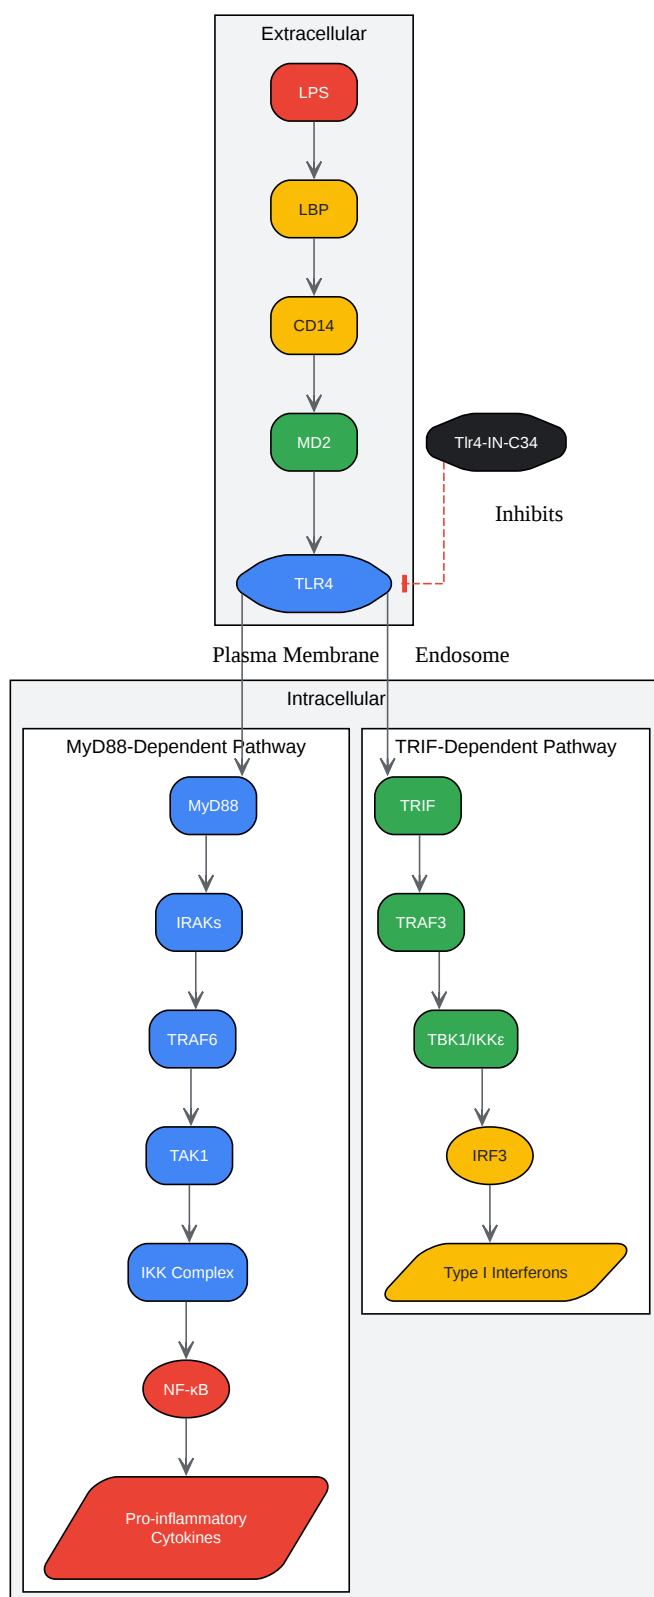 Extracellular
LPS
LBP
CD14
MD2
Tlr4-IN-C34
Inhibits
TLR4
Plasma Membrane
Endosome
Intracellular
MyD88-Dependent Pathway
MyD88
IRAKs
TRAF6
TAK1
IKK Complex
NF-κB
Pro-inflammatory
Cytokines
TRIF-Dependent Pathway
TRIF
TRAF3
TBK1/IKKε
IRF3
Type I Interferons